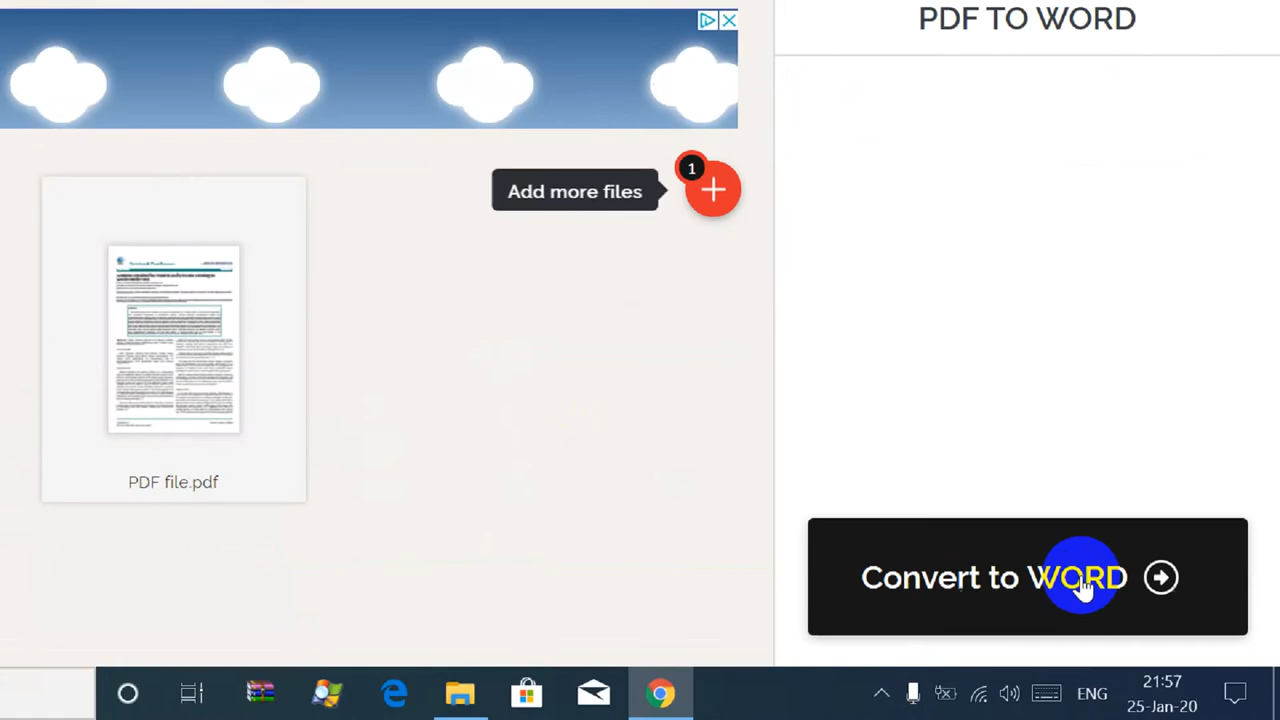 PDF TO WORD
1
Add more files
PDF file.pdf
Convert to WORD
ENG
21:57
25-Jan-20